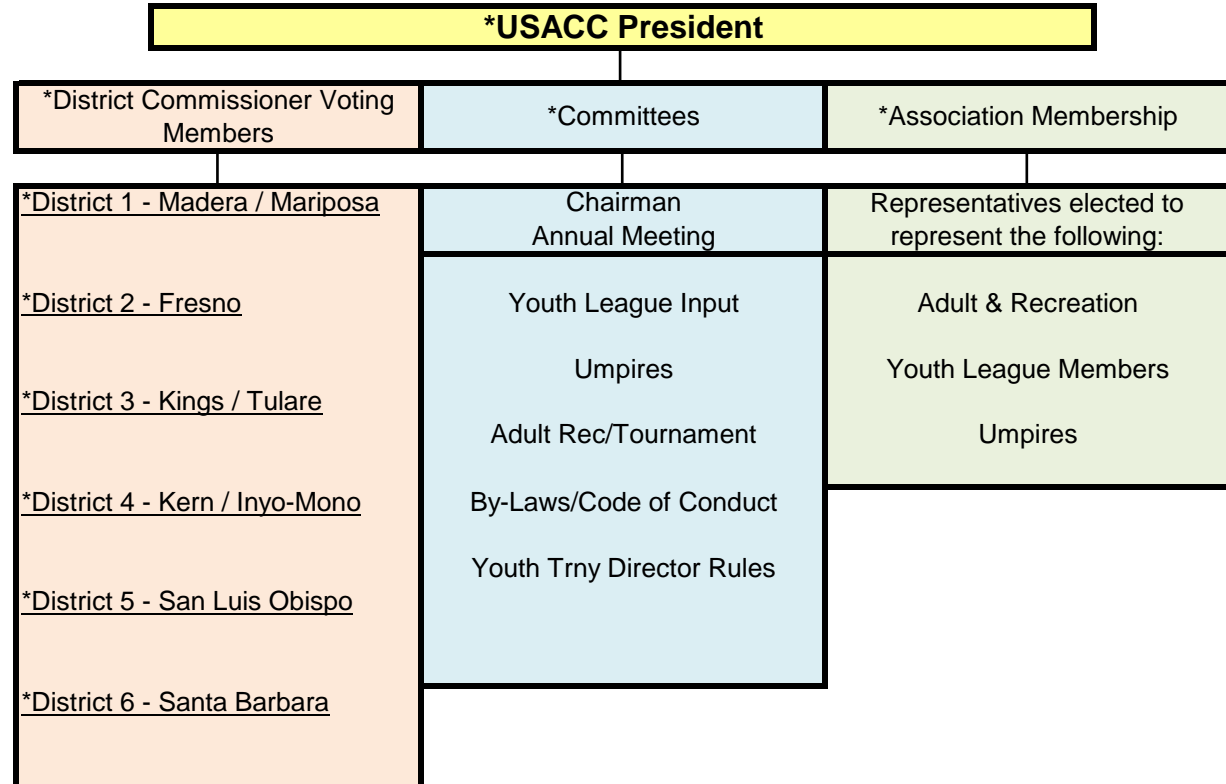 *USACC President
*District Commissioner Voting
Members
*Committees
*Association Membership
*District 1 - Madera / Mariposa
*District 2 - Fresno
*District 3 - Kings / Tulare
*District 4 - Kern / Inyo-Mono
*District 5 - San Luis Obispo
*District 6 - Santa Barbara
Chairman
Annual Meeting
Youth League Input
Umpires
Adult Rec/Tournament
By-Laws/Code of Conduct
Youth Trny Director Rules
Representatives elected to
represent the following:
Adult & Recreation
Youth League Members
Umpires